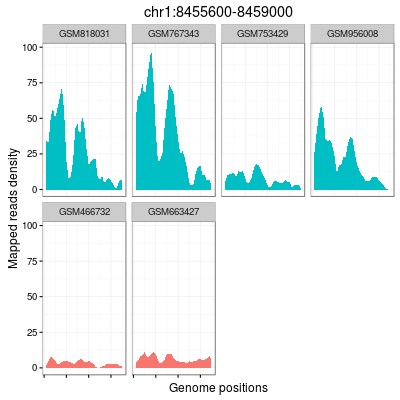 chr1:8455600-8459000
GSM818031 GSM767343 GSM753429 GSM956008
100
75
50
25
0
GSM466732 GSM663427
100
75
50
25
0
Mapped reads density
Genome positions